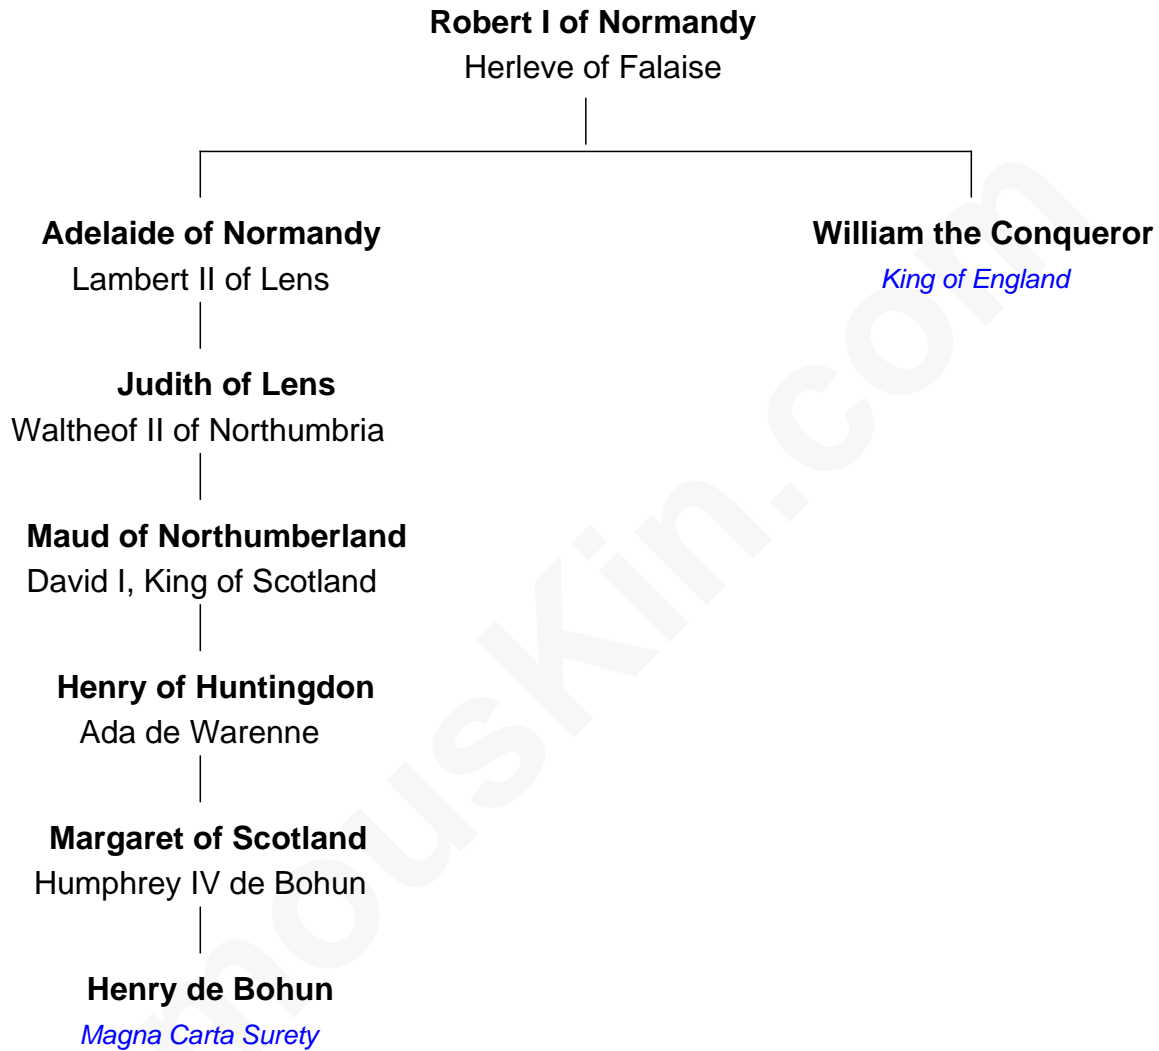 Robert I of Normandy
Herleve of Falaise
Adelaide of Normandy
Lambert II of Lens
William the Conqueror
King of England
Judith of Lens
Waltheof II of Northumbria
Maud of Northumberland
David I, King of Scotland
Henry of Huntingdon
Ada de Warenne
Margaret of Scotland
Humphrey IV de Bohun
Henry de Bohun
Magna Carta Surety
mousKin.com